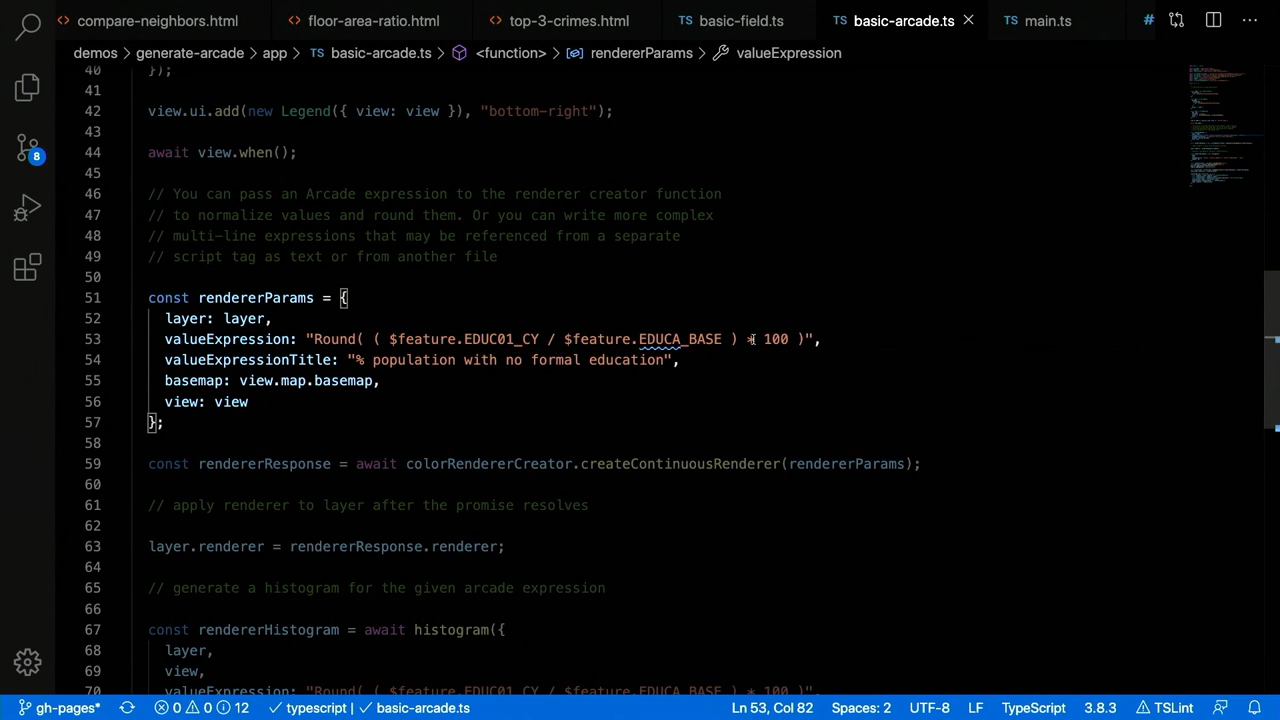 compare-neighbors.html floor-area-ratio.html top-3-crimes.html TS basic-field.ts TS basic-arcade.ts TS main.ts #
demos > generate-arcade > app > TS basic-arcade.ts > <function> > rendererParams > valueExpression
40 });
41
42 view.ui.add(new Legend({ view: view }), "bottom-right");
43
44 await view.when();
45
46 // You can pass an Arcade expression to the renderer creator function
47 // to normalize values and round them. Or you can write more complex
48 // multi-line expressions that may be referenced from a separate
49 // script tag as text or from another file
50
51 const rendererParams = {
52 layer: layer,
53 valueExpression: "Round( ( $feature.EDUC01_CY / $feature.EDUCA_BASE ) * 100 )",
54 valueExpressionTitle: "% population with no formal education",
55 basemap: view.map.basemap,
56 view: view
57 };
58
59 const rendererResponse = await colorRendererCreator.createContinuousRenderer(rendererParams);
60
61 // apply renderer to layer after the promise resolves
62
63 layer.renderer = rendererResponse.renderer;
64
65 // generate a histogram for the given arcade expression
66
67 const rendererHistogram = await histogram({
68 layer,
69 view,
70 valueExpression: "Round( ( $feature.EDUC01_CY / $feature.EDUCA_BASE ) * 100 )",
8
gh-pages* 0 0 12 typescript | basic-arcade.ts Ln 53, Col 82 Spaces: 2 UTF-8 LF TypeScript 3.8.3 TSLint